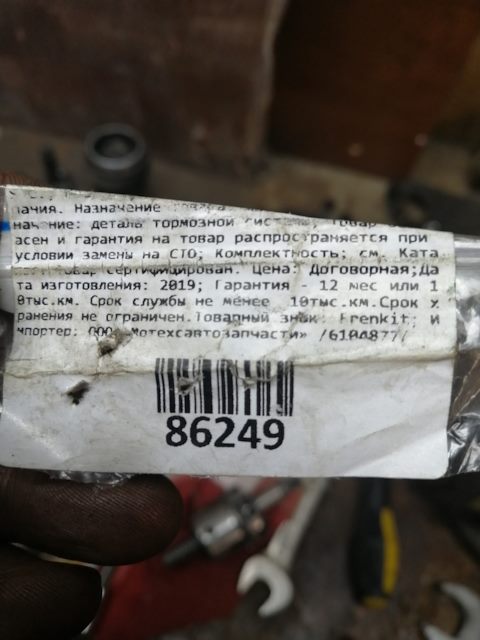 Назначение
начение: деталь тормозной системы; Товар
асен и гарантия на товар распространяется при
условии замены на СТО; Комплектность: см. Ката
Товар сертифицирован. Цена: Договорная;Да
та изготовления: 2019; Гарантия - 12 мес или 1
0тыс.км. Срок службы не менее 10тыс.км.Срок х
ранения не ограничен.Товарный знак: Frenkit; и
мпортер: ООО «Мотехсавтозапчасти»
86249